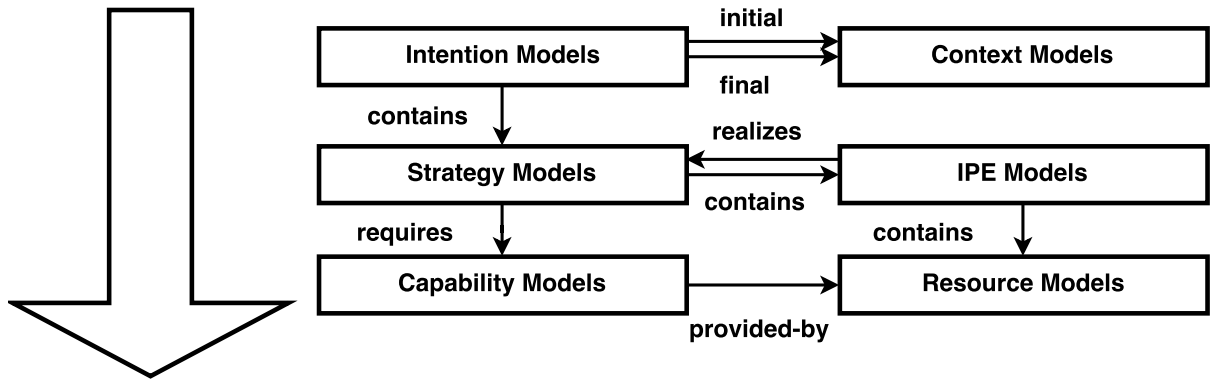 initial
Intention Models
Context Models
final
contains
realizes
Strategy Models
IPE Models
contains
requires
contains
Capability Models
Resource Models
provided-by